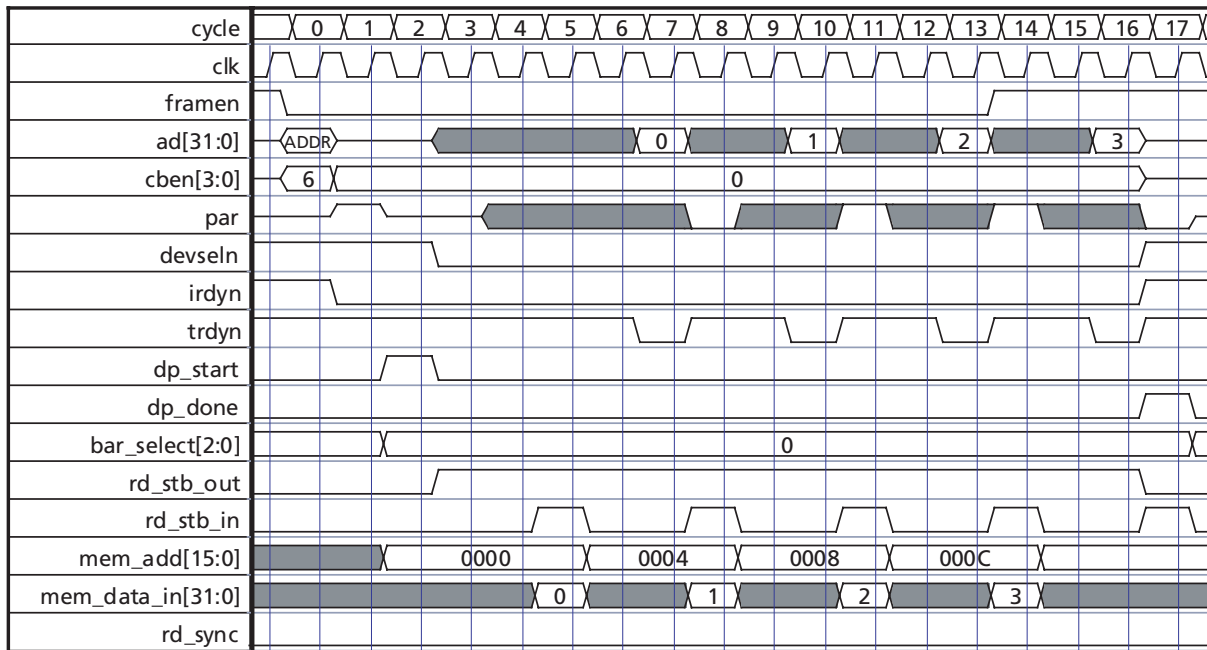 cycle 0 1 2 3 4 5 6 7 8 9 10 11 12 13 14 15 16 17
clk
framen
ad[31:0] ADDR 0 1 2 3
cben[3:0] 6 0
par
devseln
irdyn
trdyn
dp_start
dp_done
bar_select[2:0] 0
rd_stb_out
rd_stb_in
mem_add[15:0] 0000 0004 0008 000C
mem_data_in[31:0] 0 1 2 3
rd_sync